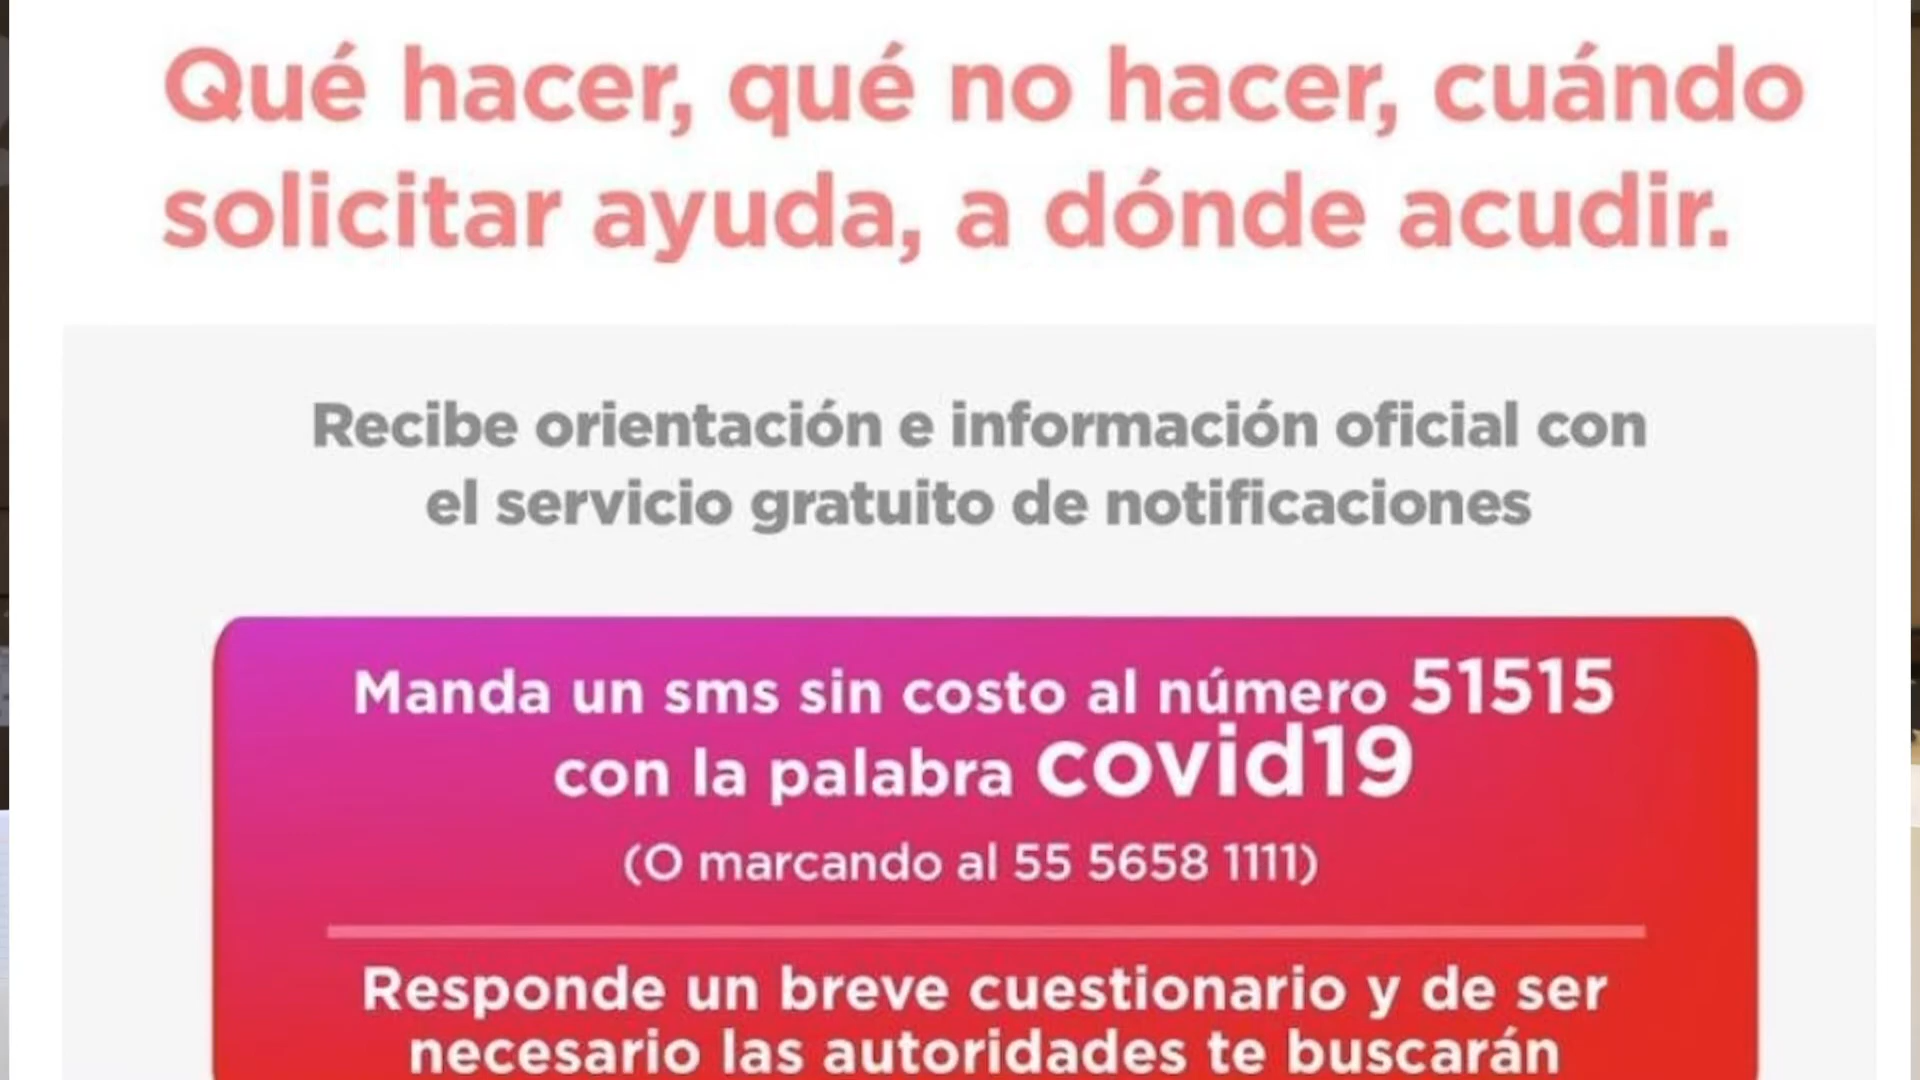 Qué hacer, qué no hacer, cuándo
solicitar ayuda, a dónde acudir.
Recibe orientación e información oficial con
el servicio gratuito de notificaciones
Manda un sms sin costo al número 51515
con la palabra covid19
(O marcando al 55 5658 1111)
Responde un breve cuestionario y de ser
necesario las autoridades te buscarán